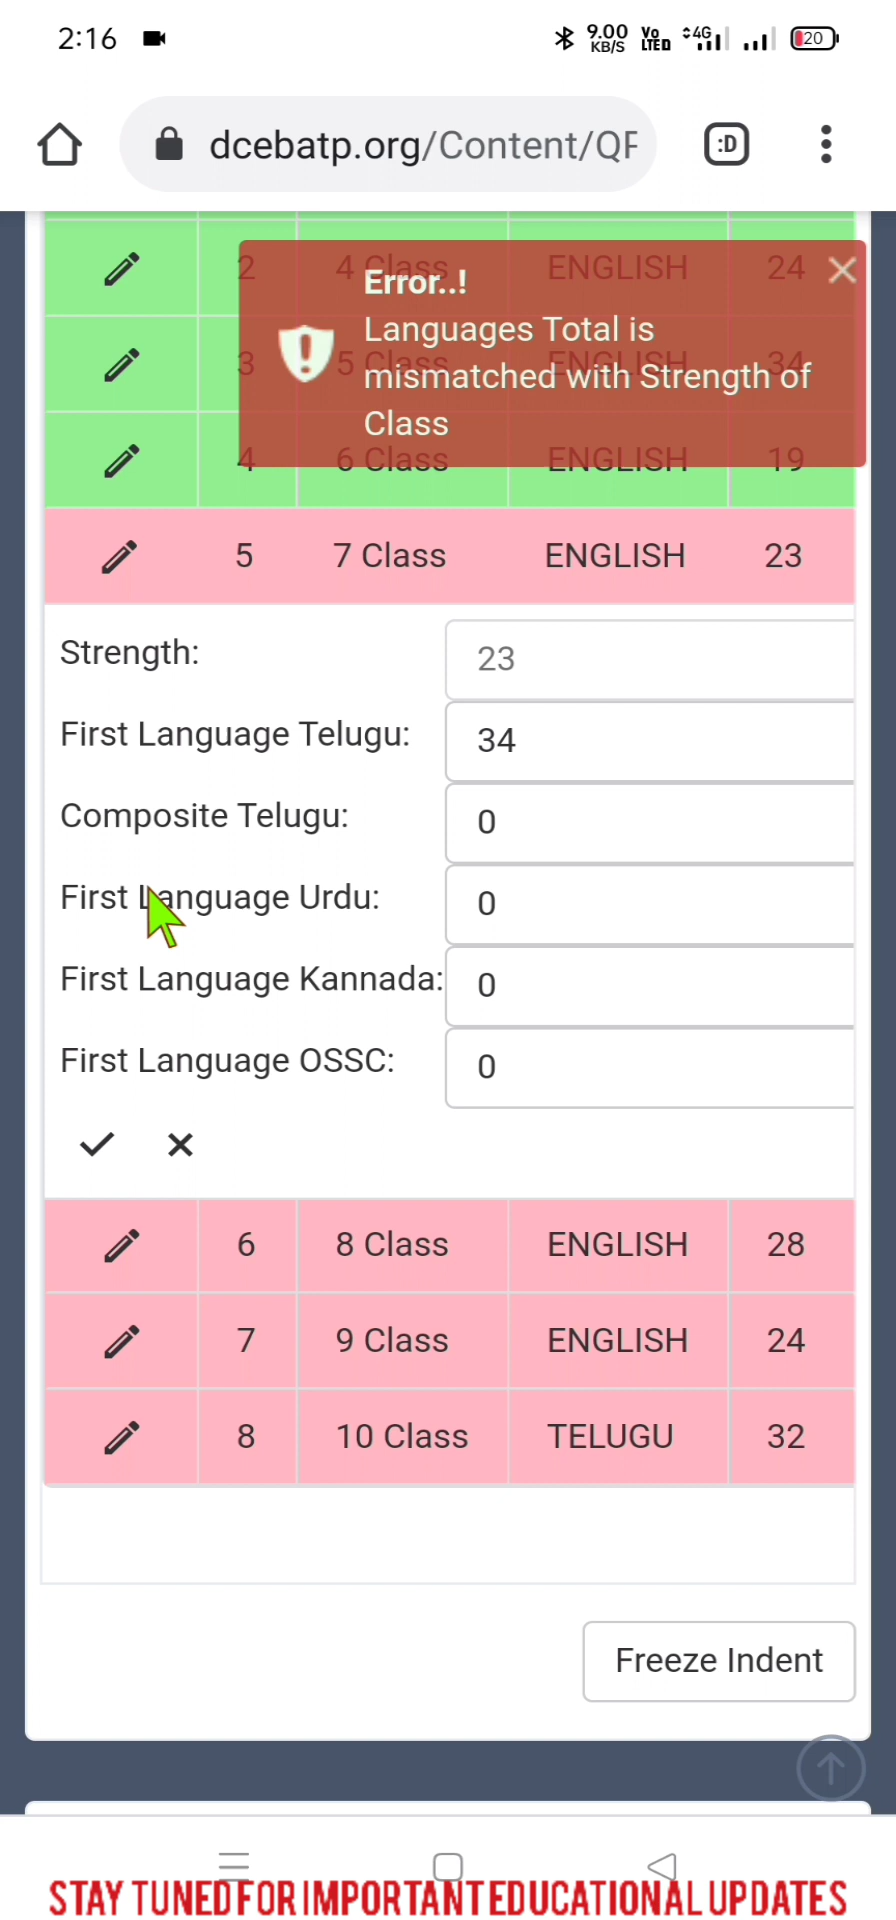 2:16 9.00 KB/S Vo LTED 4G 20
dcebatp.org/Content/QF :D
2 4 Class ENGLISH 24
Error..!
Languages Total is
3 5 Class ENGLISH 34
mismatched with Strength of
Class
4 6 Class ENGLISH 19
5 7 Class ENGLISH 23
Strength: 23
First Language Telugu: 34
Composite Telugu: 0
First Language Urdu: 0
First Language Kannada: 0
First Language OSSC: 0
6 8 Class ENGLISH 28
7 9 Class ENGLISH 24
8 10 Class TELUGU 32
Freeze Indent
STAY TUNED FOR IMPORTANT EDUCATIONAL UPDATES